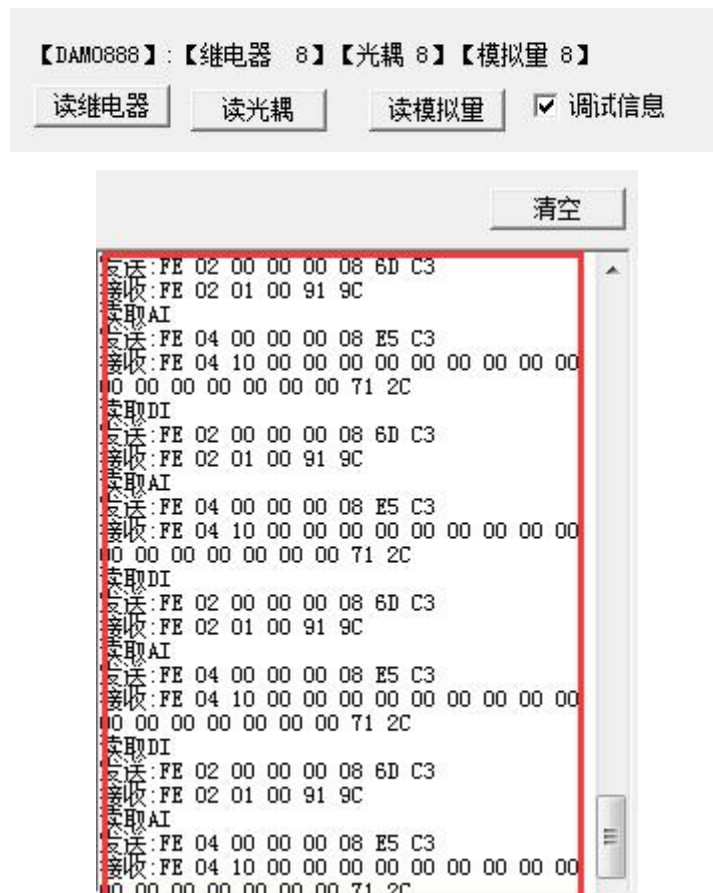 【DAM0888】:【继电器 8】【光耦 8】【模拟量 8】
读继电器 读光耦 读模拟量 调试信息
清空
发送:FE 02 00 00 00 08 6D C3
接收:FE 02 01 00 91 9C
读取AI
发送:FE 04 00 00 00 08 E5 C3
接收:FE 04 10 00 00 00 00 00 00 00 00 00
00 00 00 00 00 00 00 71 2C
读取DI
发送:FE 02 00 00 00 08 6D C3
接收:FE 02 01 00 91 9C
读取AI
发送:FE 04 00 00 00 08 E5 C3
接收:FE 04 10 00 00 00 00 00 00 00 00 00
00 00 00 00 00 00 00 71 2C
读取DI
发送:FE 02 00 00 00 08 6D C3
接收:FE 02 01 00 91 9C
读取AI
发送:FE 04 00 00 00 08 E5 C3
接收:FE 04 10 00 00 00 00 00 00 00 00 00
00 00 00 00 00 00 00 71 2C
读取DI
发送:FE 02 00 00 00 08 6D C3
接收:FE 02 01 00 91 9C
读取AI
发送:FE 04 00 00 00 08 E5 C3
接收:FE 04 10 00 00 00 00 00 00 00 00 00
00 00 00 00 00 00 00 71 2C